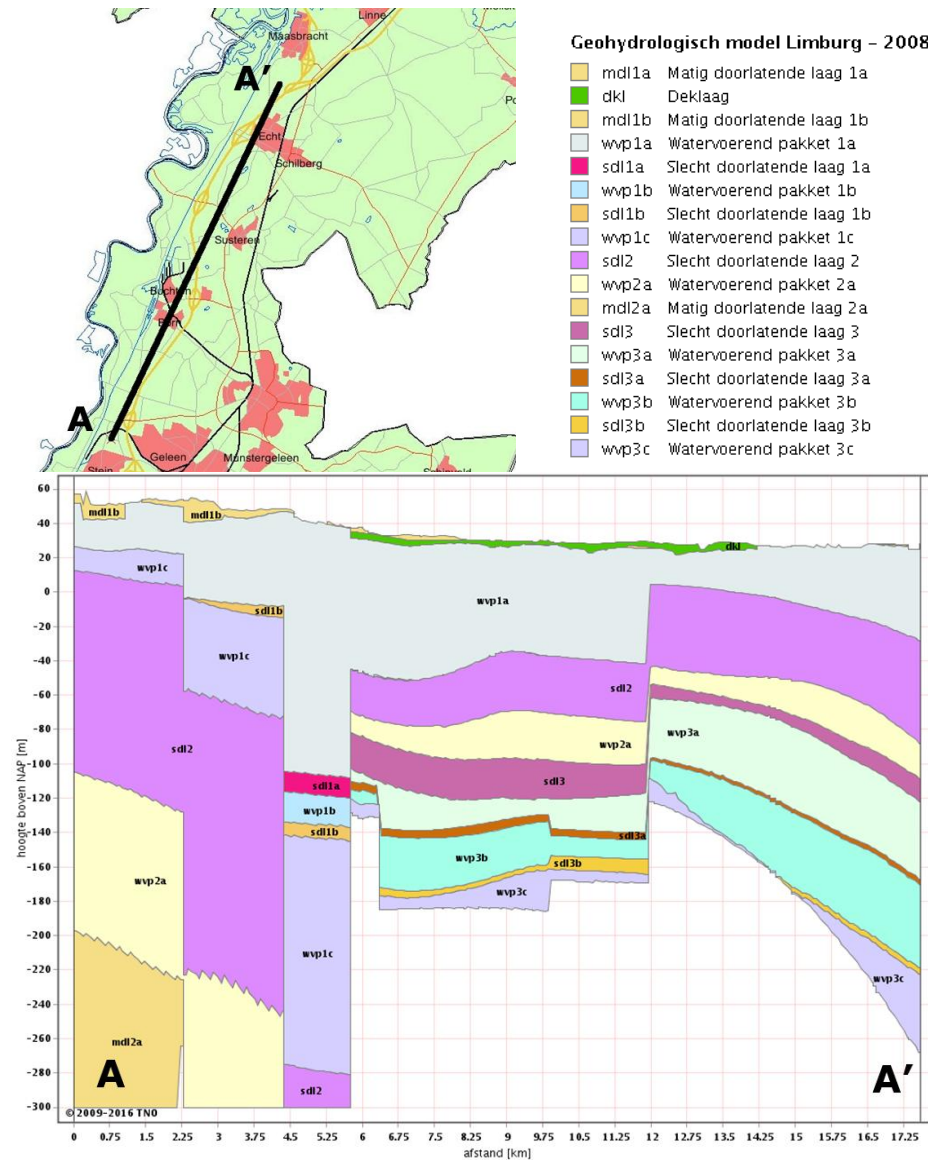 Linne
Maasbracht
A'
Echt
Schilberg
Susteren
Born
A
Geleen
Munstergeleen
Stein
Geohydrologisch model Limburg – 2008
mdl1a Matig doorlatende laag 1a
dkl Deklaag
mdl1b Matig doorlatende laag 1b
wvp1a Watervoerend pakket 1a
sdl1a Slecht doorlatende laag 1a
wvp1b Watervoerend pakket 1b
sdl1b Slecht doorlatende laag 1b
wvp1c Watervoerend pakket 1c
sdl2 Slecht doorlatende laag 2
wvp2a Watervoerend pakket 2a
mdl2a Matig doorlatende laag 2a
sdl3 Slecht doorlatende laag 3
wvp3a Watervoerend pakket 3a
sdl3a Slecht doorlatende laag 3a
wvp3b Watervoerend pakket 3b
sdl3b Slecht doorlatende laag 3b
wvp3c Watervoerend pakket 3c
hoogte boven NAP [m]
60
40
20
0
-20
-40
-60
-80
-100
-120
-140
-160
-180
-200
-220
-240
-260
-280
-300
mdl1b
mdl1b
dkl
wvp1c
wvp1a
sdl1b
wvp1c
sdl2
sdl2
wvp2a
wvp3a
sdl3
sdl1a
wvp1b
sdl1b
sdl3a
wvp3b
sdl3b
wvp2a
wvp3c
wvp1c
wvp3c
mdl2a
A
sdl2
A'
©2009-2016 TNO
0 0.75 1.5 2.25 3 3.75 4.5 5.25 6 6.75 7.5 8.25 9 9.75 10.5 11.25 12 12.75 13.5 14.25 15 15.75 16.5 17.25
afstand [km]